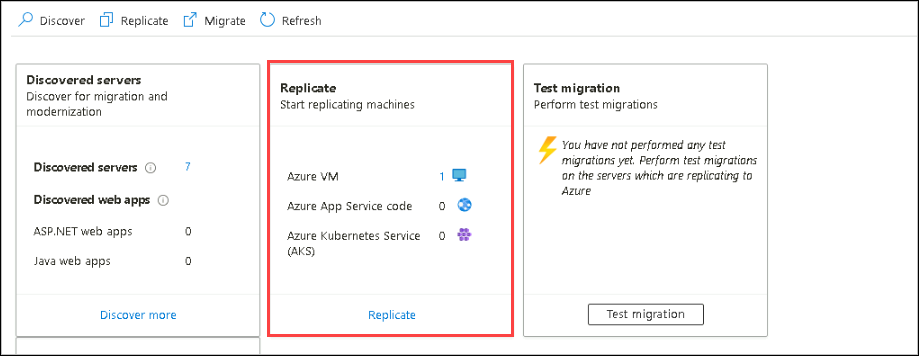 Discover Replicate Migrate Refresh
Discovered servers
Discover for migration and
modernization
Discovered servers 7
Discovered web apps
ASP.NET web apps 0
Java web apps 0
Discover more
Replicate
Start replicating machines
Azure VM 1
Azure App Service code 0
Azure Kubernetes Service 0
(AKS)
Replicate
Test migration
Perform test migrations
You have not performed any test
migrations yet. Perform test migrations
on the servers which are replicating to
Azure
Test migration